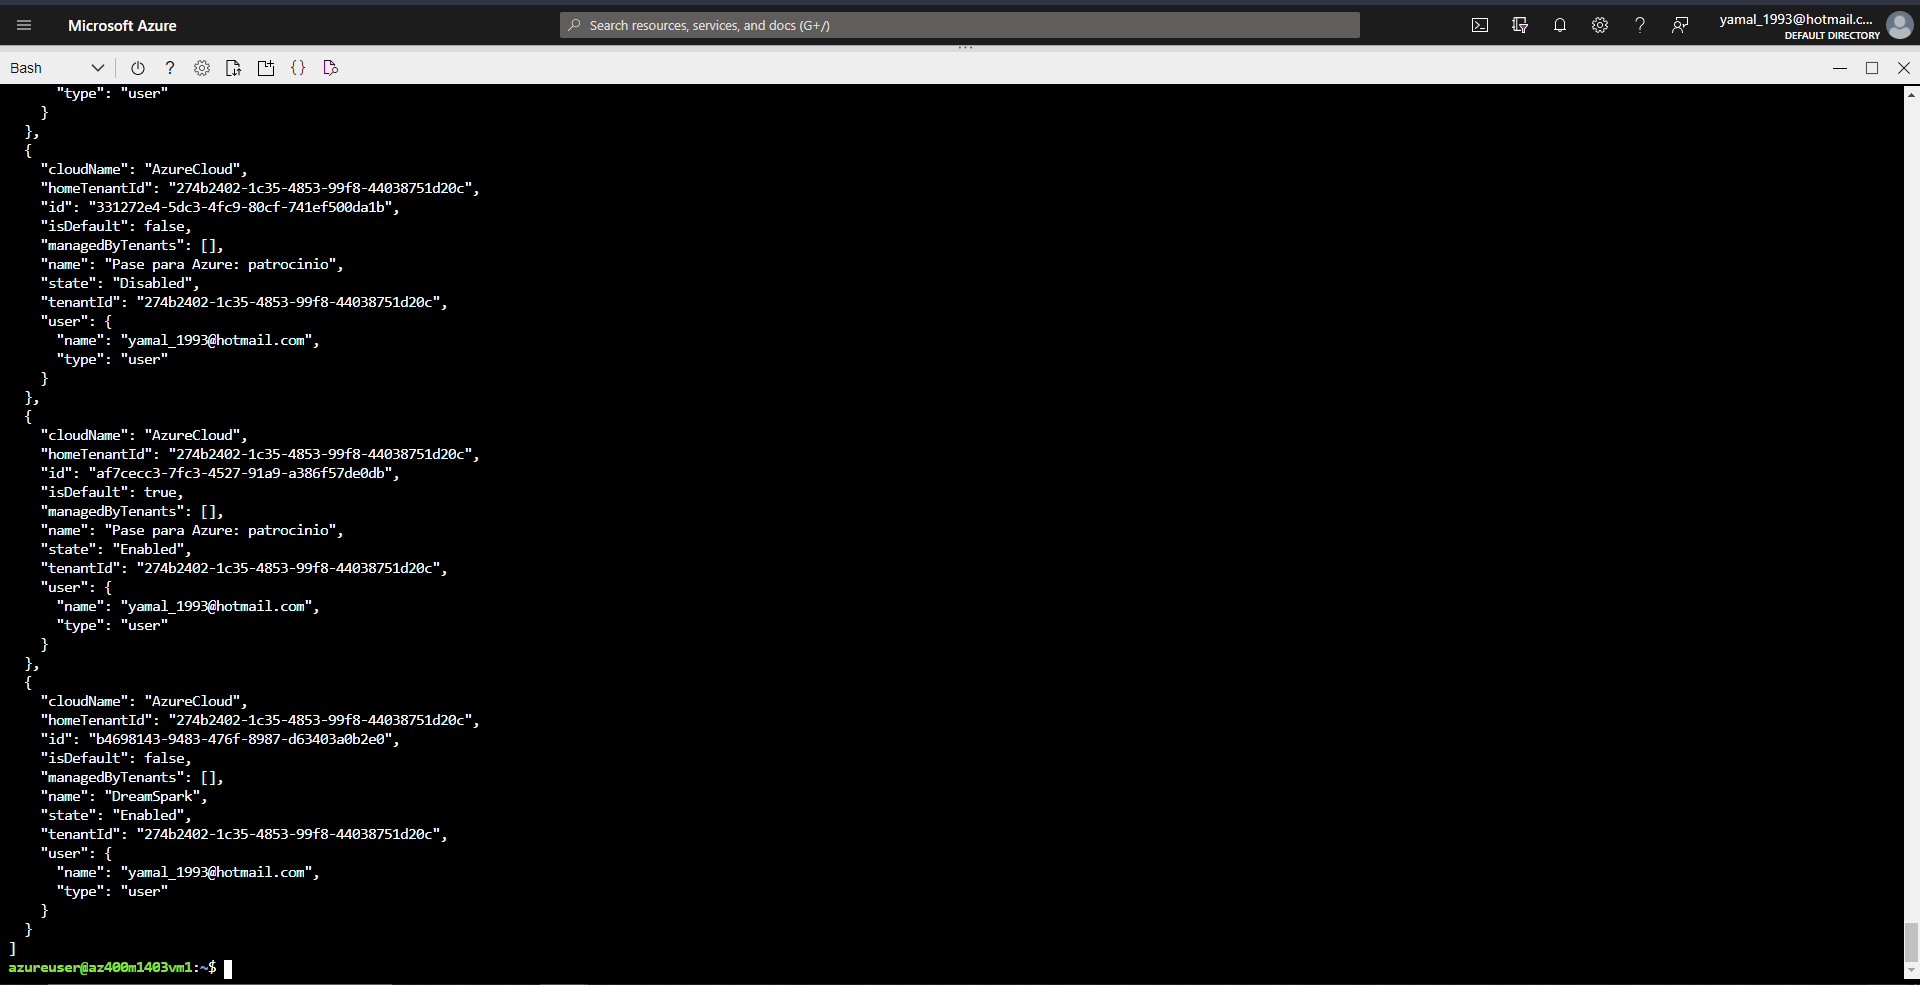 Microsoft Azure
Search resources, services, and docs (G+/)
yamal_1993@hotmail.c...
DEFAULT DIRECTORY
Bash
"type": "user"
}
},
{
"cloudName": "AzureCloud",
"homeTenantId": "274b2402-1c35-4853-99f8-44038751d20c",
"id": "331272e4-5dc3-4fc9-80cf-741ef500da1b",
"isDefault": false,
"managedByTenants": [],
"name": "Pase para Azure: patrocinio",
"state": "Disabled",
"tenantId": "274b2402-1c35-4853-99f8-44038751d20c",
"user": {
"name": "yamal_1993@hotmail.com",
"type": "user"
}
},
{
"cloudName": "AzureCloud",
"homeTenantId": "274b2402-1c35-4853-99f8-44038751d20c",
"id": "af7cecc3-7fc3-4527-91a9-a386f57de0db",
"isDefault": true,
"managedByTenants": [],
"name": "Pase para Azure: patrocinio",
"state": "Enabled",
"tenantId": "274b2402-1c35-4853-99f8-44038751d20c",
"user": {
"name": "yamal_1993@hotmail.com",
"type": "user"
}
},
{
"cloudName": "AzureCloud",
"homeTenantId": "274b2402-1c35-4853-99f8-44038751d20c",
"id": "b4698143-9483-476f-8987-d63403a0b2e0",
"isDefault": false,
"managedByTenants": [],
"name": "DreamSpark",
"state": "Enabled",
"tenantId": "274b2402-1c35-4853-99f8-44038751d20c",
"user": {
"name": "yamal_1993@hotmail.com",
"type": "user"
}
}
]
azureuser@az400m1403vm1:~$